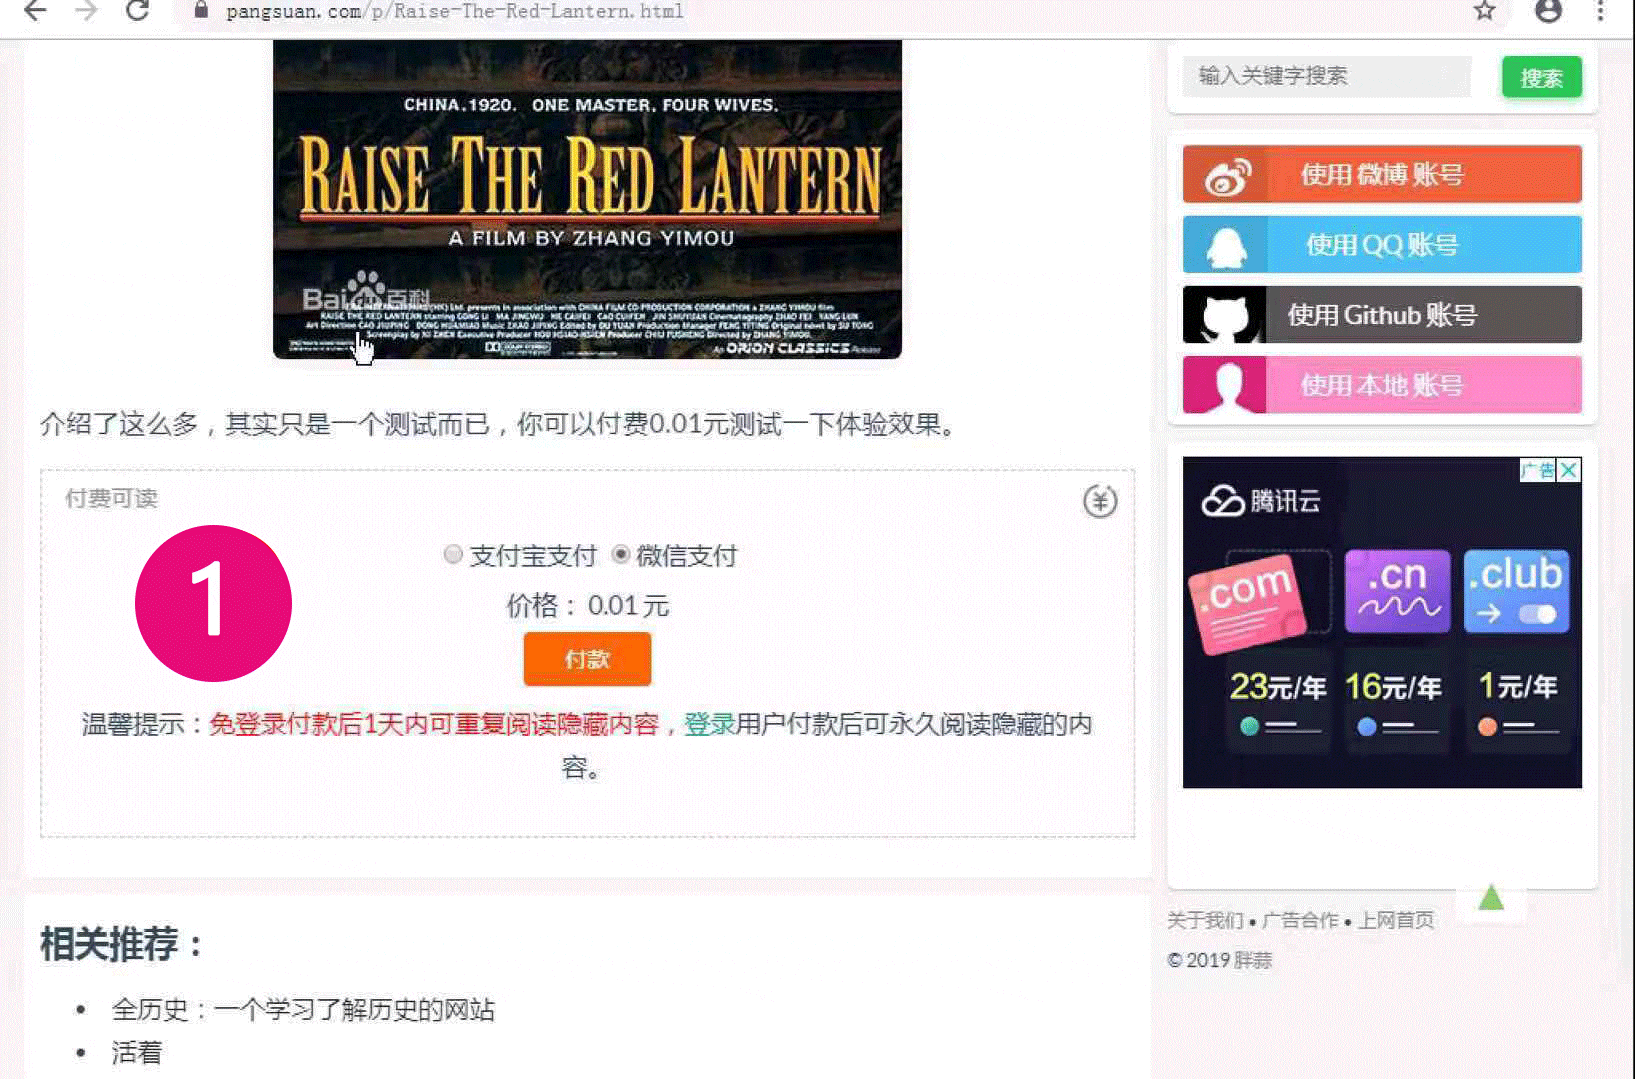 pangsuan.com/p/Raise-The-Red-Lantern.html
CHINA.1920. ONE MASTER, FOUR WIVES.
RAISE THE RED LANTERN
A FILM BY ZHANG YIMOU
Bai 百科
DOLBY STEREO
An ORION CLASSICS Release
介绍了这么多，其实只是一个测试而已，你可以付费0.01元测试一下体验效果。
付费可读
1
支付宝支付 微信支付
价格： 0.01 元
付款
温馨提示：免登录付款后1天内可重复阅读隐藏内容，登录用户付款后可永久阅读隐藏的内
容。
相关推荐：
• 全历史：一个学习了解历史的网站
• 活着
输入关键字搜索 搜索
使用 微博 账号
使用 QQ 账号
使用 Github 账号
使用 本地 账号
广告
腾讯云
.com .cn .club
23元/年 16元/年 1元/年
关于我们 • 广告合作 • 上网首页
© 2019 胖蒜